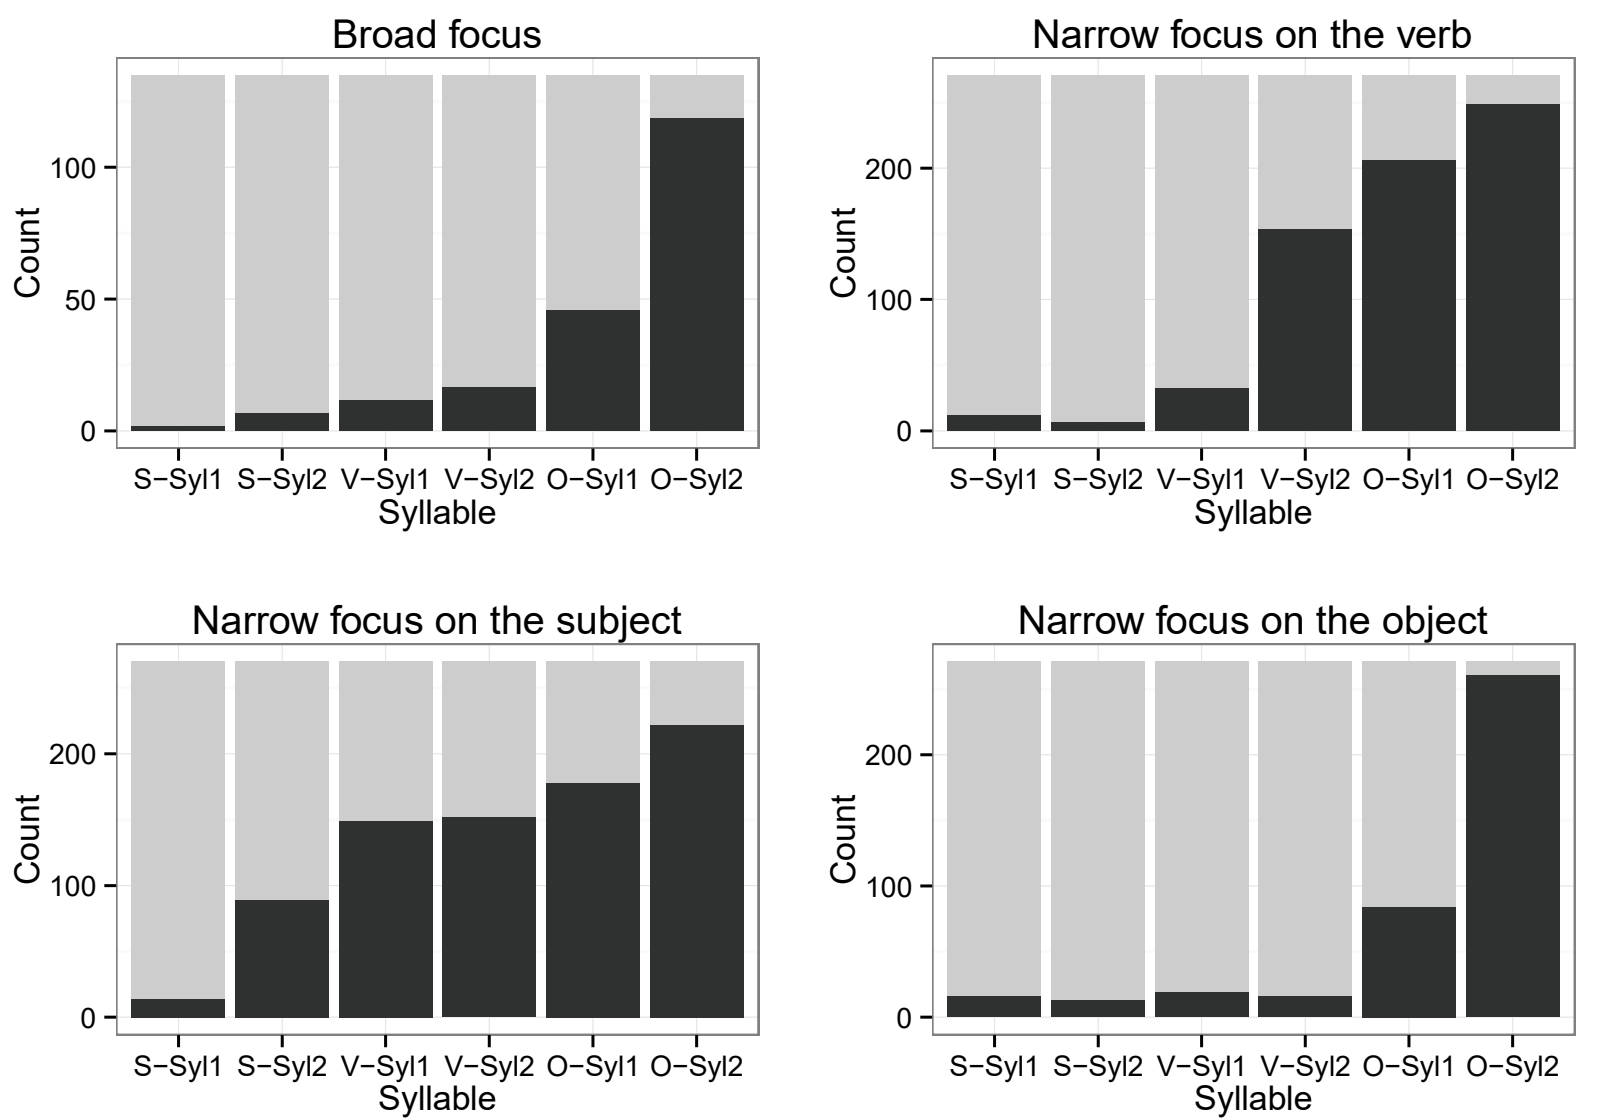 Broad focus
Count
100
50
0
S−Syl1 S−Syl2 V−Syl1 V−Syl2 O−Syl1 O−Syl2
Syllable
Narrow focus on the verb
Count
200
100
0
S−Syl1 S−Syl2 V−Syl1 V−Syl2 O−Syl1 O−Syl2
Syllable
Narrow focus on the subject
Count
200
100
0
S−Syl1 S−Syl2 V−Syl1 V−Syl2 O−Syl1 O−Syl2
Syllable
Narrow focus on the object
Count
200
100
0
S−Syl1 S−Syl2 V−Syl1 V−Syl2 O−Syl1 O−Syl2
Syllable